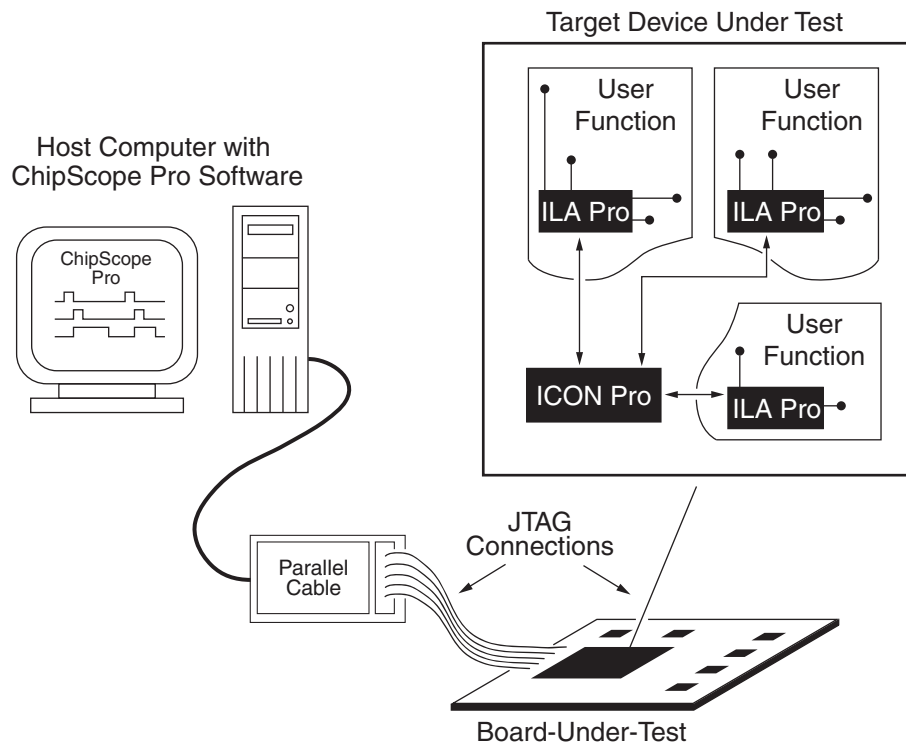 Target Device Under Test
User
Function
ILA Pro
User
Function
ILA Pro
Host Computer with
ChipScope Pro Software
ChipScope
Pro
User
Function
ICON Pro
ILA Pro
JTAG
Connections
Parallel
Cable
Board-Under-Test